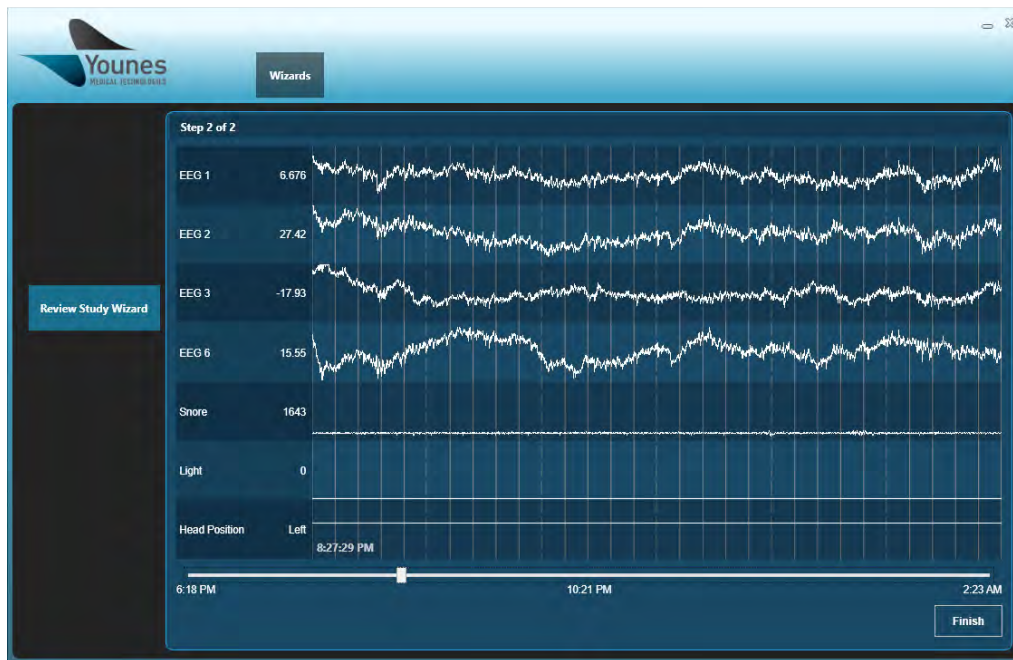 Younes
MEDICAL TECHNOLOGIES
Wizards
Step 2 of 2
EEG 1 6.676
EEG 2 27.42
EEG 3 -17.93
Review Study Wizard
EEG 6 15.55
Snore 1643
Light 0
Head Position Left
8:27:29 PM
6:18 PM 10:21 PM 2:23 AM
Finish